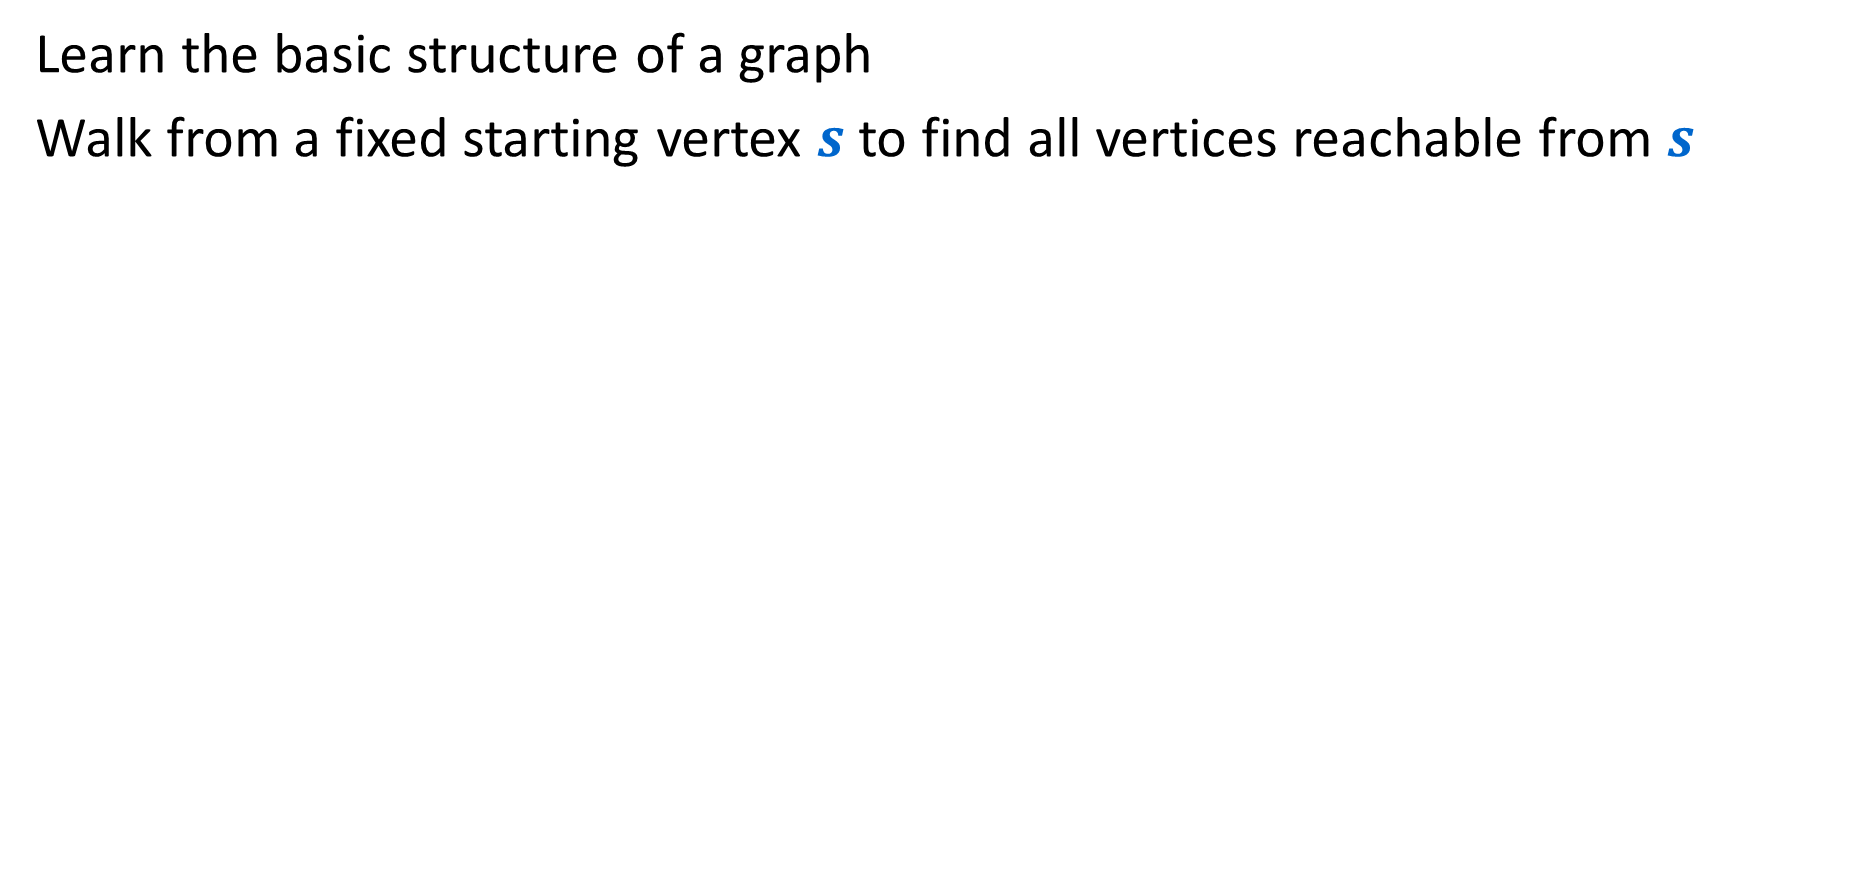 Learn the basic structure of a graph
Walk from a fixed starting vertex s to find all vertices reachable from s